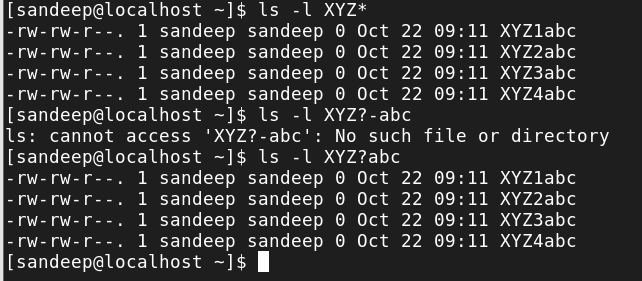 [sandeep@localhost ~]$ ls -l XYZ*
-rw-rw-r--. 1 sandeep sandeep 0 Oct 22 09:11 XYZ1abc
-rw-rw-r--. 1 sandeep sandeep 0 Oct 22 09:11 XYZ2abc
-rw-rw-r--. 1 sandeep sandeep 0 Oct 22 09:11 XYZ3abc
-rw-rw-r--. 1 sandeep sandeep 0 Oct 22 09:11 XYZ4abc
[sandeep@localhost ~]$ ls -l XYZ?-abc
ls: cannot access 'XYZ?-abc': No such file or directory
[sandeep@localhost ~]$ ls -l XYZ?abc
-rw-rw-r--. 1 sandeep sandeep 0 Oct 22 09:11 XYZ1abc
-rw-rw-r--. 1 sandeep sandeep 0 Oct 22 09:11 XYZ2abc
-rw-rw-r--. 1 sandeep sandeep 0 Oct 22 09:11 XYZ3abc
-rw-rw-r--. 1 sandeep sandeep 0 Oct 22 09:11 XYZ4abc
[sandeep@localhost ~]$